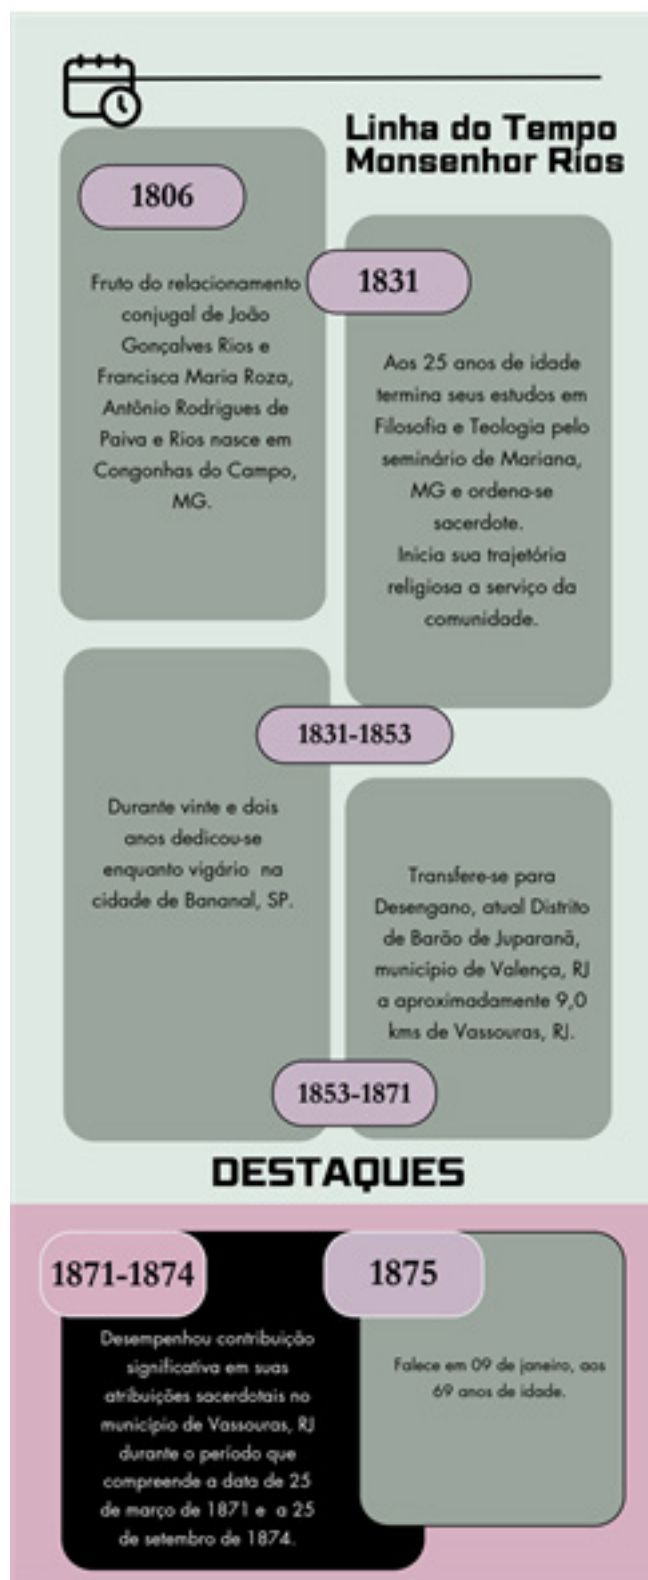 Linha do Tempo
Monsenhor Rios
1806
Fruto do relacionamento
conjugal de João
Gonçalves Rios e
Francisca Maria Roza,
Antônio Rodrigues de
Paiva e Rios nasce em
Congonhas do Campo,
MG.
1831
Aos 25 anos de idade
termina seus estudos em
Filosofia e Teologia pelo
seminário de Mariana,
MG e ordena-se
sacerdote.
Inicia sua trajetória
religiosa a serviço da
comunidade.
1831-1853
Durante vinte e dois
anos dedicou-se
enquanto vigário na
cidade de Bananal, SP.
Transfere-se para
Desengano, atual Distrito
de Barão de Juparanã,
município de Valença, RJ
a aproximadamente 9,0
kms de Vassouras, RJ.
1853-1871
DESTAQUES
1871-1874
Desempenhou contribuição
significativa em suas
atribuições sacerdotais no
município de Vassouras, RJ
durante o período que
compreende a data de 25
de março de 1871 e a 25
de setembro de 1874.
1875
Falece em 09 de janeiro, aos
69 anos de idade.